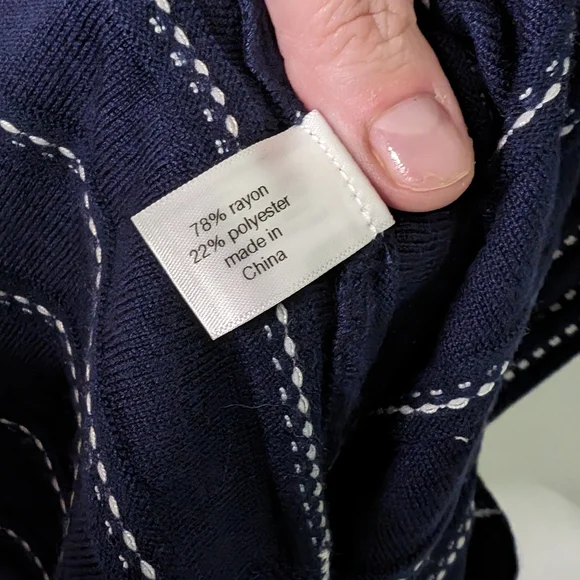 78% rayon
22% polyester
made in
China